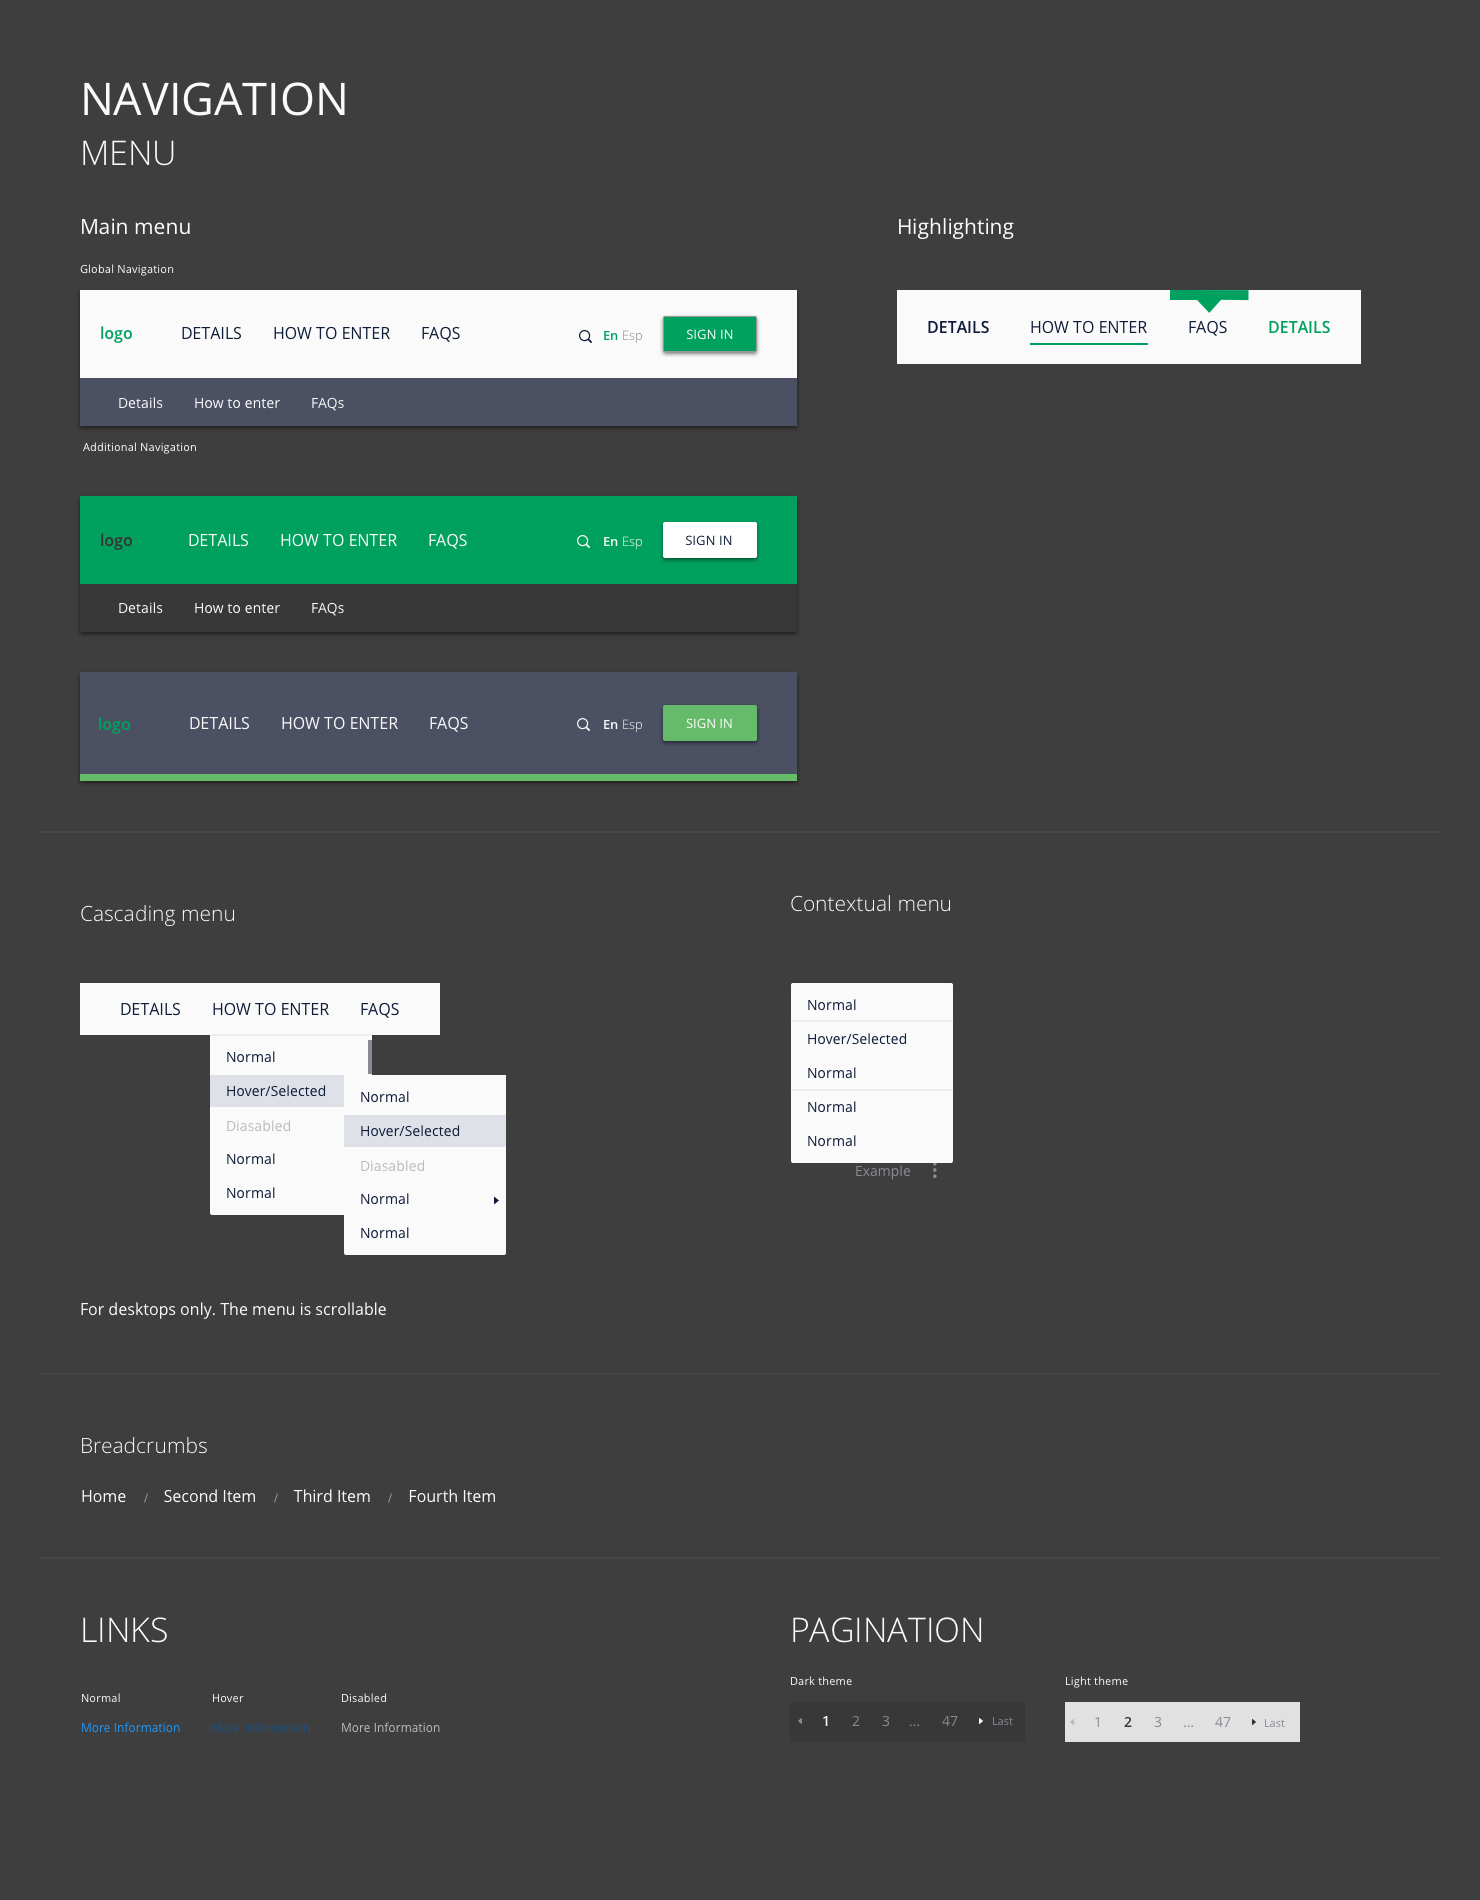 NAVIGATION
MENU
Main menu
Highlighting
Global Navigation
logo DETAILS HOW TO ENTER FAQS En Esp SIGN IN
Details How to enter FAQs
Additional Navigation
DETAILS HOW TO ENTER FAQS DETAILS
logo DETAILS HOW TO ENTER FAQS En Esp SIGN IN
Details How to enter FAQs
logo DETAILS HOW TO ENTER FAQS En Esp SIGN IN
Cascading menu
DETAILS HOW TO ENTER FAQS
Normal
Hover/Selected
Diasabled
Normal
Normal
Normal
Hover/Selected
Diasabled
Normal
Normal
For desktops only. The menu is scrollable
Contextual menu
Normal
Hover/Selected
Normal
Normal
Normal
Example
Breadcrumbs
Home / Second Item / Third Item / Fourth Item
LINKS
Normal Hover Disabled
More Information More Information More Information
PAGINATION
Dark theme
1 2 3 ... 47 Last
Light theme
1 2 3 ... 47 Last